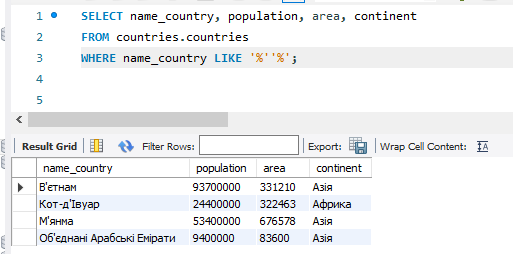 1 SELECT name_country, population, area, continent
2 FROM countries.countries
3 WHERE name_country LIKE '%''%';
4
5
Result Grid Filter Rows: Export: Wrap Cell Content:
name_country population area continent
В'єтнам 93700000 331210 Азія
Кот-д'Івуар 24400000 322463 Африка
М'янма 53400000 676578 Азія
Об'єднані Арабські Емірати 9400000 83600 Азія